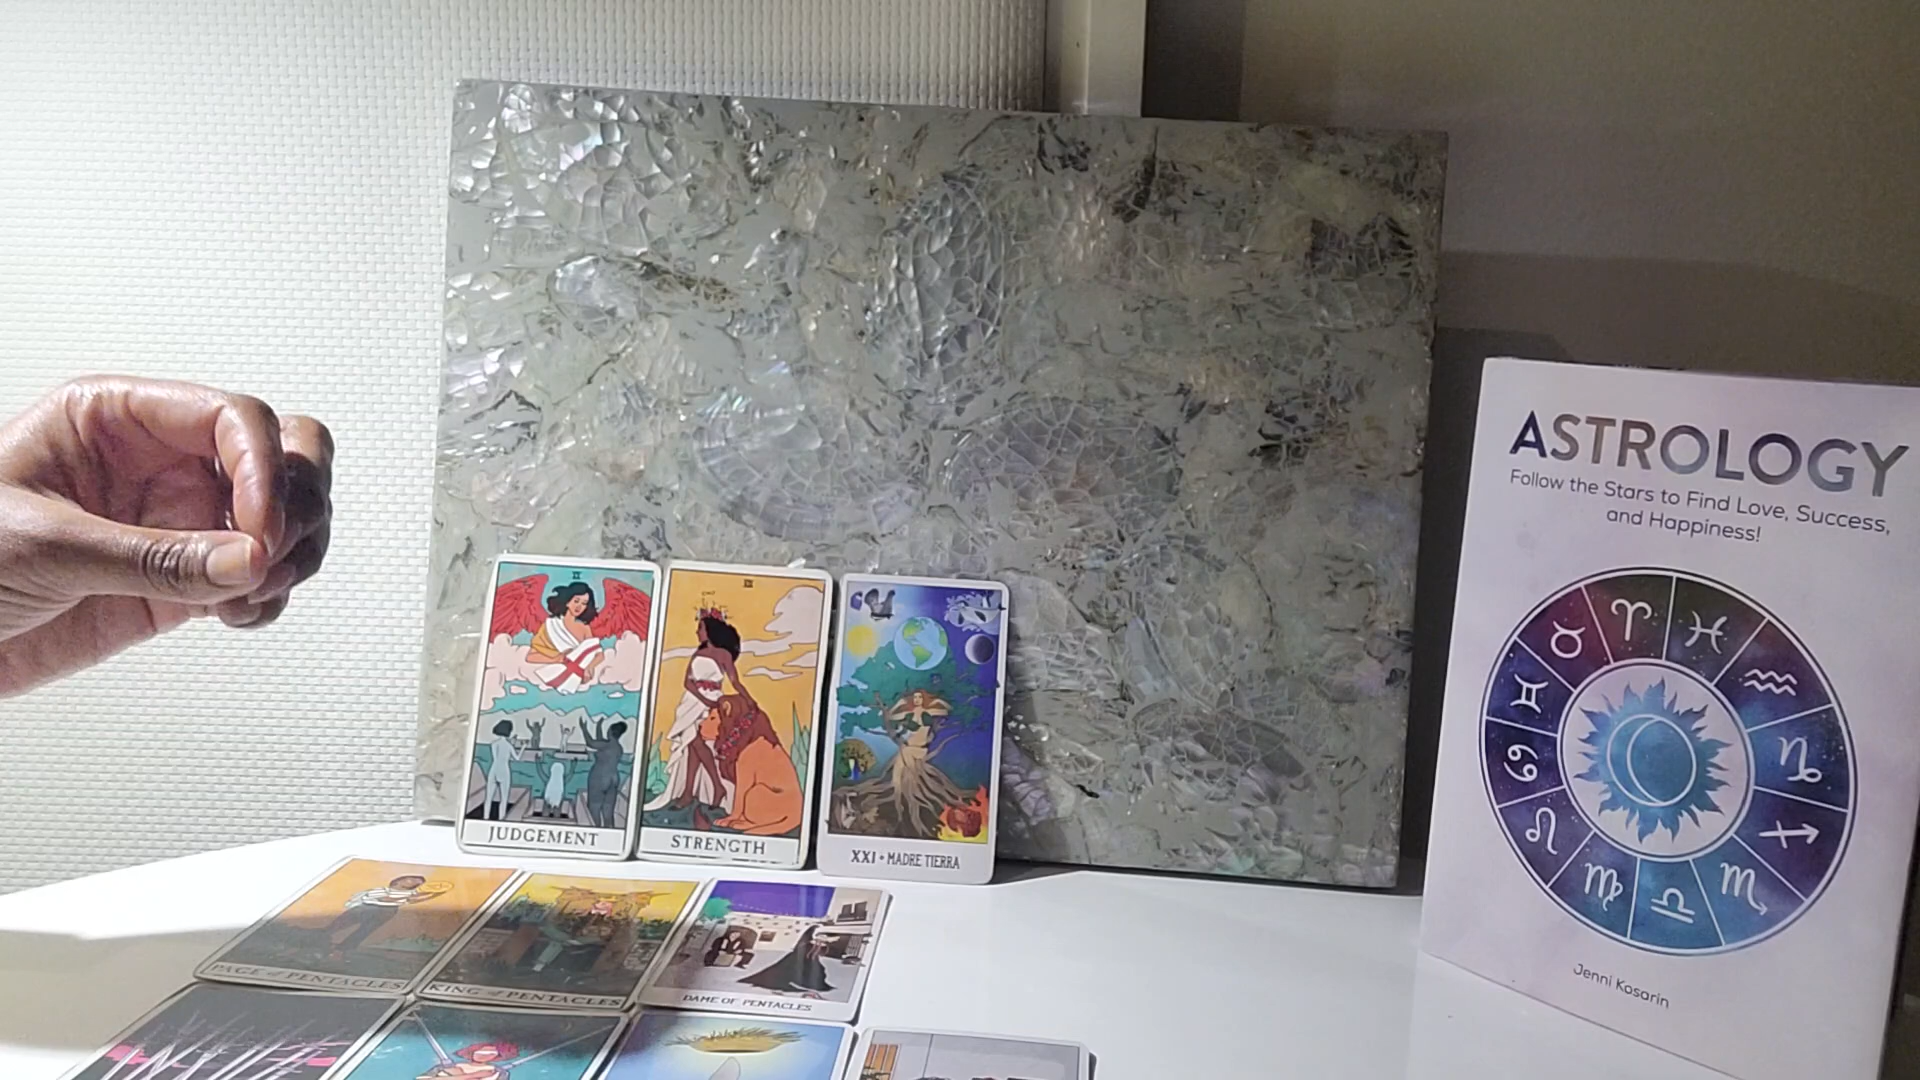 ASTROLOGY
Follow the Stars to Find Love, Success,
and Happiness!
Jenni Kosarin
XX
JUDGEMENT
STRENGTH
XXI • MADRE TIERRA
PAGE of PENTACLES
KING of PENTACLES
DAME OF PENTACLES